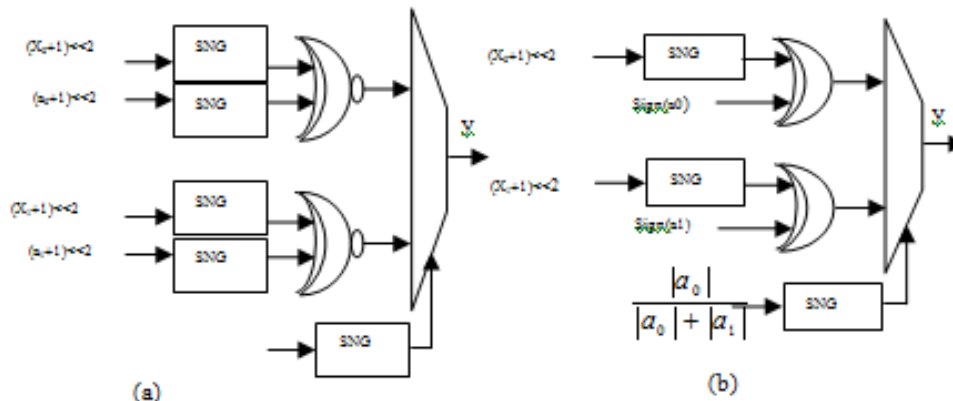 (X₀+1)<<2
SNG
(a₀+1)<<2
SNG
Y
(X₁+1)<<2
SNG
(a₁+1)<<2
SNG
SNG
(a)
(X₀+1)<<2
SNG
Sign(a0)
Y
(X₁+1)<<2
SNG
Sign(a1)
|a₀|
|a₀| + |a₁|
SNG
(b)